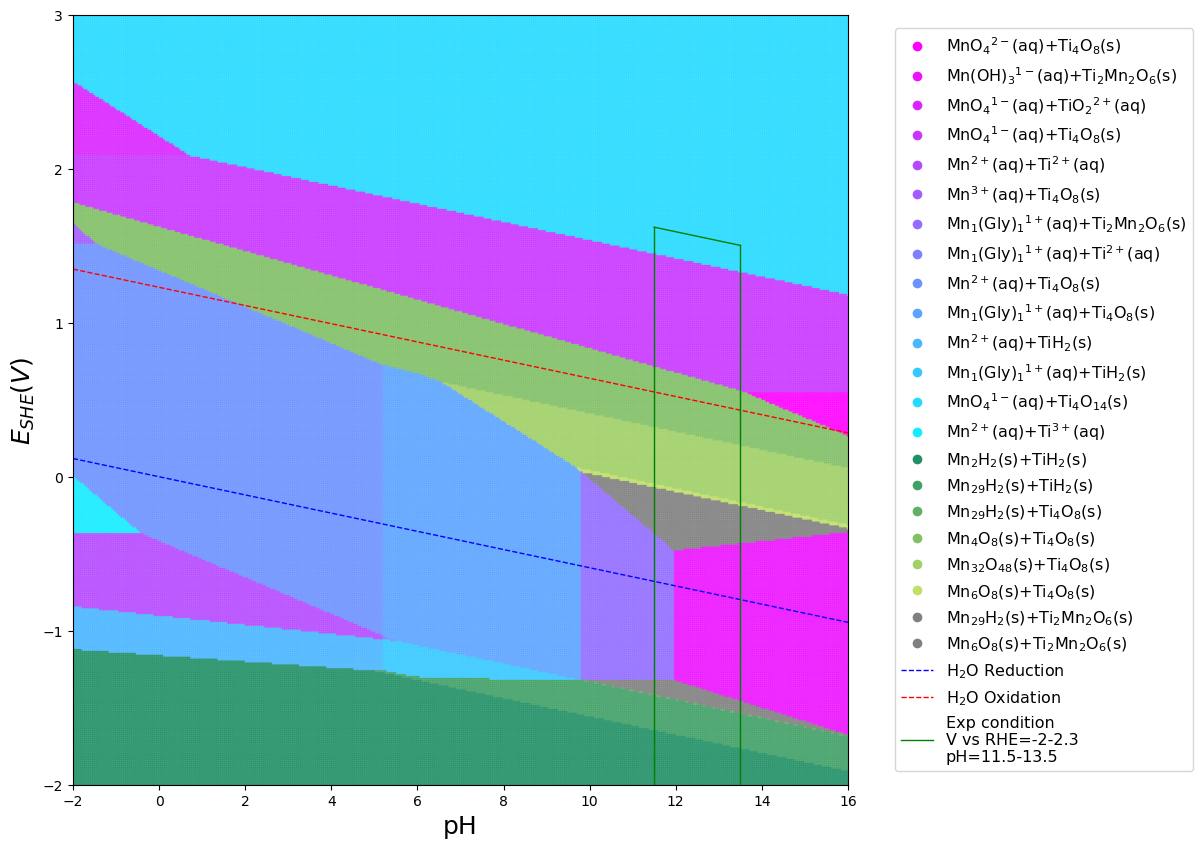 3
2
1
0
−1
−2
E_SHE(V)
−2 0 2 4 6 8 10 12 14 16
pH
MnO₄²⁻(aq)+Ti₄O₈(s)
Mn(OH)₃¹⁻(aq)+Ti₂Mn₂O₆(s)
MnO₄¹⁻(aq)+TiO₂²⁺(aq)
MnO₄¹⁻(aq)+Ti₄O₈(s)
Mn²⁺(aq)+Ti²⁺(aq)
Mn³⁺(aq)+Ti₄O₈(s)
Mn₁(Gly)₁¹⁺(aq)+Ti₂Mn₂O₆(s)
Mn₁(Gly)₁¹⁺(aq)+Ti²⁺(aq)
Mn²⁺(aq)+Ti₄O₈(s)
Mn₁(Gly)₁¹⁺(aq)+Ti₄O₈(s)
Mn²⁺(aq)+TiH₂(s)
Mn₁(Gly)₁¹⁺(aq)+TiH₂(s)
MnO₄¹⁻(aq)+Ti₄O₁₄(s)
Mn²⁺(aq)+Ti³⁺(aq)
Mn₂H₂(s)+TiH₂(s)
Mn₂₉H₂(s)+TiH₂(s)
Mn₂₉H₂(s)+Ti₄O₈(s)
Mn₄O₈(s)+Ti₄O₈(s)
Mn₃₂O₄₈(s)+Ti₄O₈(s)
Mn₆O₈(s)+Ti₄O₈(s)
Mn₂₉H₂(s)+Ti₂Mn₂O₆(s)
Mn₆O₈(s)+Ti₂Mn₂O₆(s)
H₂O Reduction
H₂O Oxidation
Exp condition
V vs RHE=-2-2.3
pH=11.5-13.5